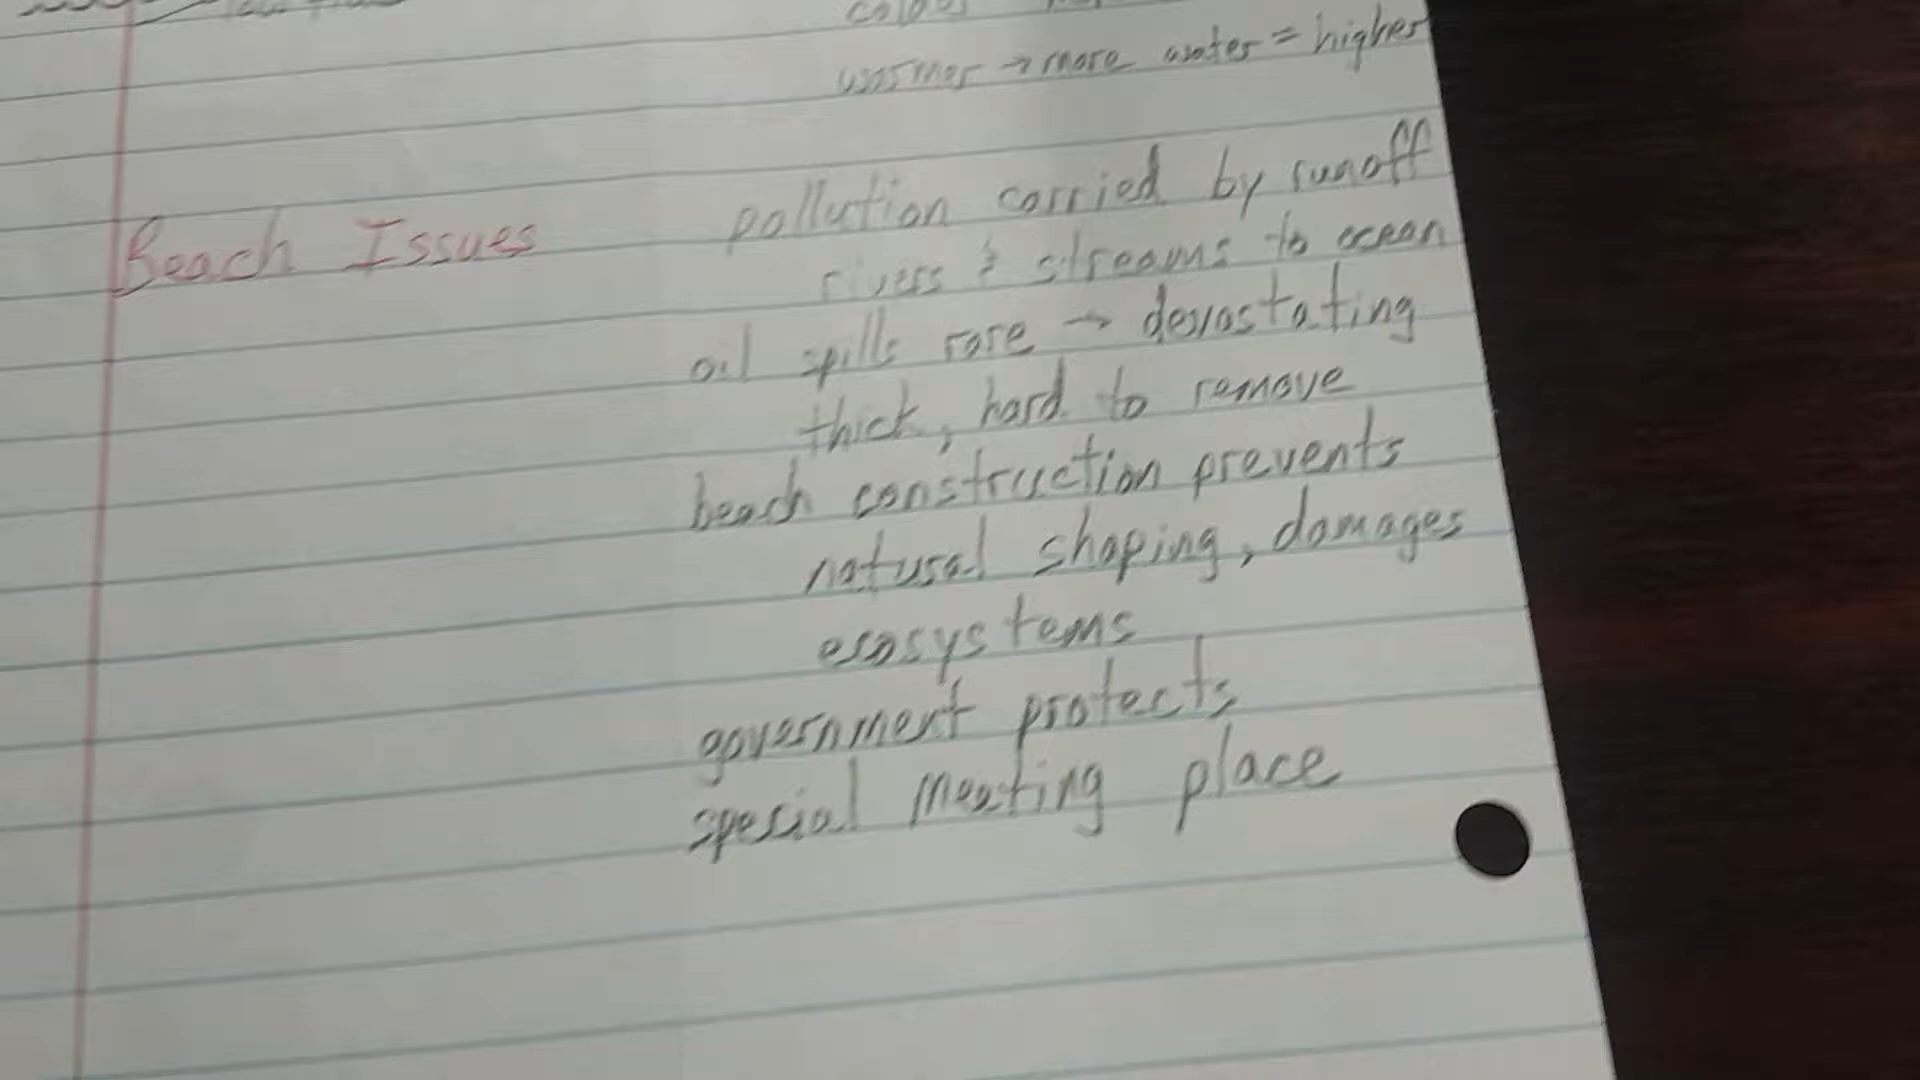 warmer → more water = higher
Beach Issues
pollution carried by runoff
rivers & streams to ocean
oil spills rare → devastating
thick, hard to remove
beach construction prevents
natural shaping, damages
ecosystems
government protects
special meeting place